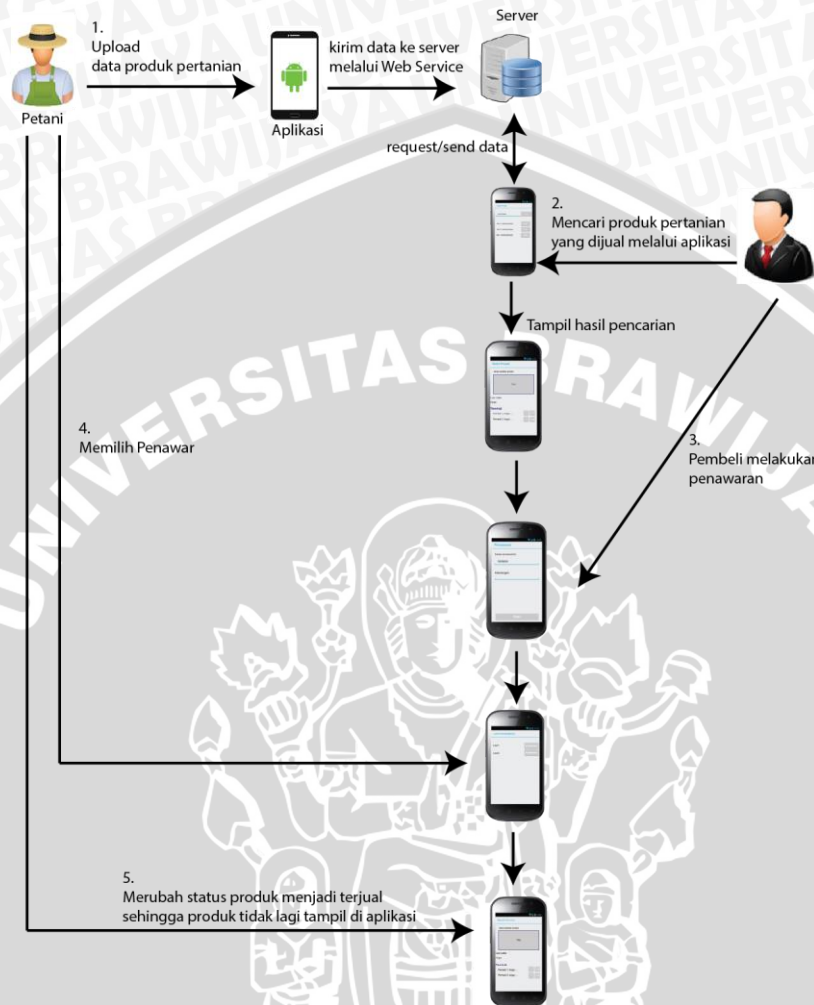 Server
1.
Upload
data produk pertanian
kirim data ke server
melalui Web Service
Petani
Aplikasi
request/send data
2.
Mencari produk pertanian
yang dijual melalui aplikasi
Tampil hasil pencarian
UNIVERSITAS BRAWIJA
4.
Memilih Penawar
3.
Pembeli melakukan
penawaran
5.
Merubah status produk menjadi terjual
sehingga produk tidak lagi tampil di aplikasi